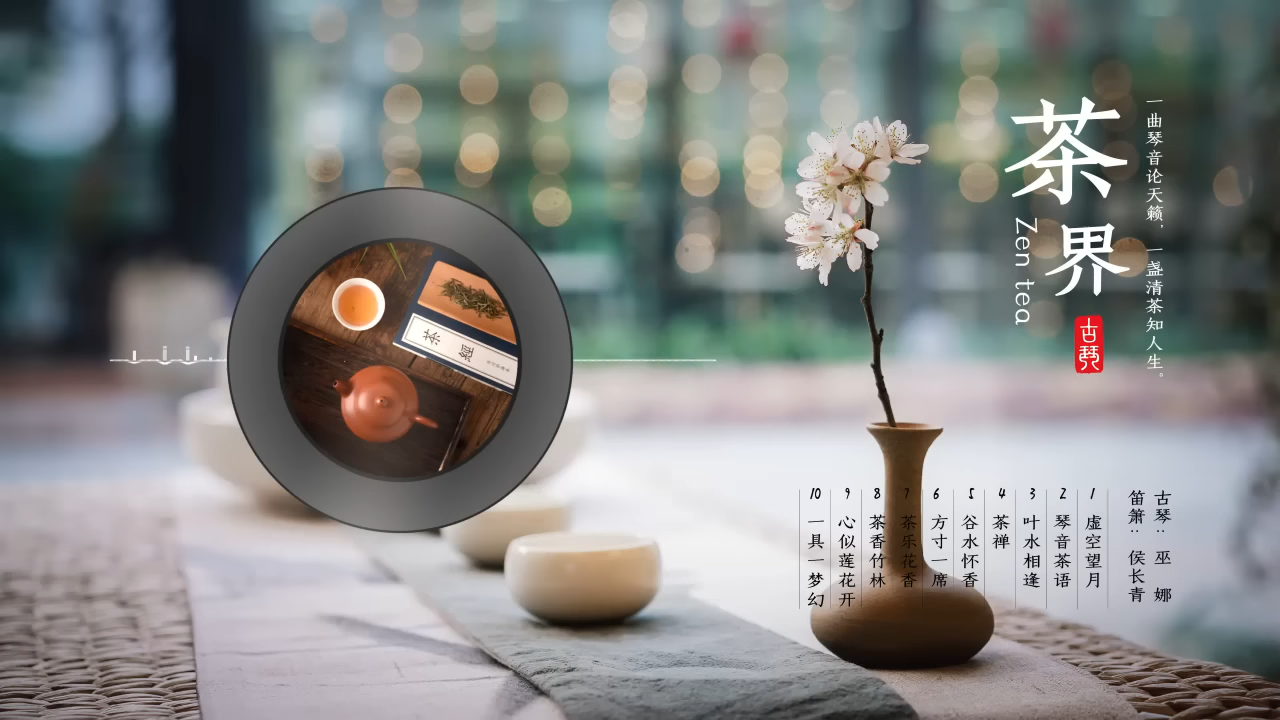 茶界
Zen tea
古琴
一曲琴音论天籁，一盏清茶知人生。
古琴：巫 娜
笛箫：侯长青
1 虚空望月
2 琴音茶语
3 叶水相逢
4 茶禅
5 谷水怀香
6 方寸一席
7 茶乐花香
8 茶香竹林
9 心似莲花开
10 一具一梦幻
茶經